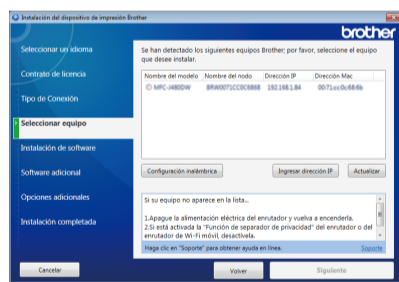 Instalación del dispositivo de impresión Brother
brother
Seleccionar un idioma
Contrato de licencia
Tipo de Conexión
Seleccionar equipo
Instalación de software
Software adicional
Opciones adicionales
Instalación completada
Se han detectado los siguientes equipos Brother; por favor, seleccione el equipo
que desee instalar.
Nombre del modelo Nombre del nodo Dirección IP Dirección Mac
MFC-J480DW BRW0071CC0C6868 192.168.1.84 00:71:cc:0c:68:6b
Configuración inalámbrica Ingresar dirección IP Actualizar
Si su equipo no aparece en la lista...
1.Apague la alimentación eléctrica del enrutador y vuelva a encenderla.
2.Si está activada la "Función de separador de privacidad" del enrutador o del
enrutador de Wi-Fi móvil, desactívela.
Haga clic en "Soporte" para obtener ayuda en línea. Soporte
Cancelar Volver Siguiente